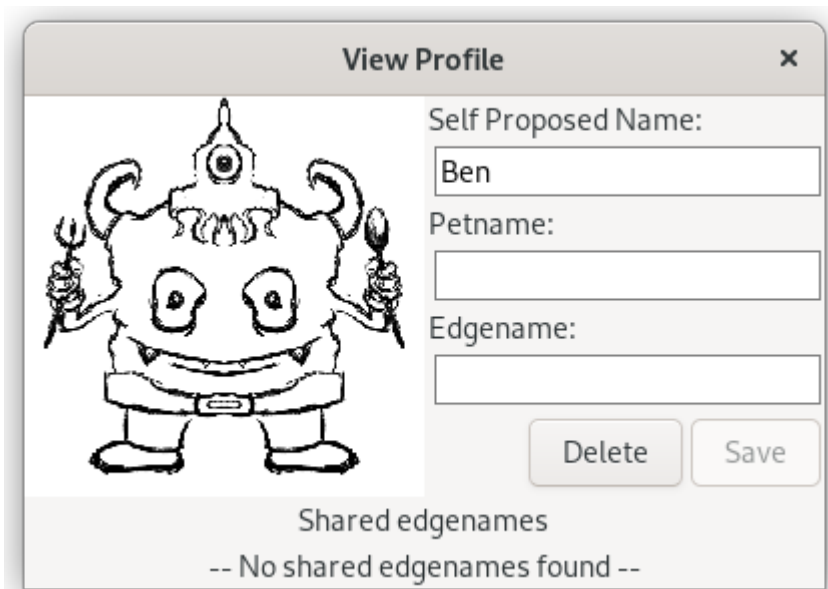 View Profile ×
Self Proposed Name:
Ben
Petname:
Edgename:
Delete Save
Shared edgenames
-- No shared edgenames found --